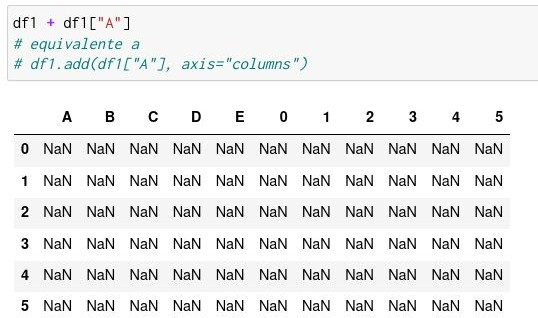 df1 + df1["A"]
# equivalente a
# df1.add(df1["A"], axis="columns")
A B C D E 0 1 2 3 4 5
0 NaN NaN NaN NaN NaN NaN NaN NaN NaN NaN NaN
1 NaN NaN NaN NaN NaN NaN NaN NaN NaN NaN NaN
2 NaN NaN NaN NaN NaN NaN NaN NaN NaN NaN NaN
3 NaN NaN NaN NaN NaN NaN NaN NaN NaN NaN NaN
4 NaN NaN NaN NaN NaN NaN NaN NaN NaN NaN NaN
5 NaN NaN NaN NaN NaN NaN NaN NaN NaN NaN NaN